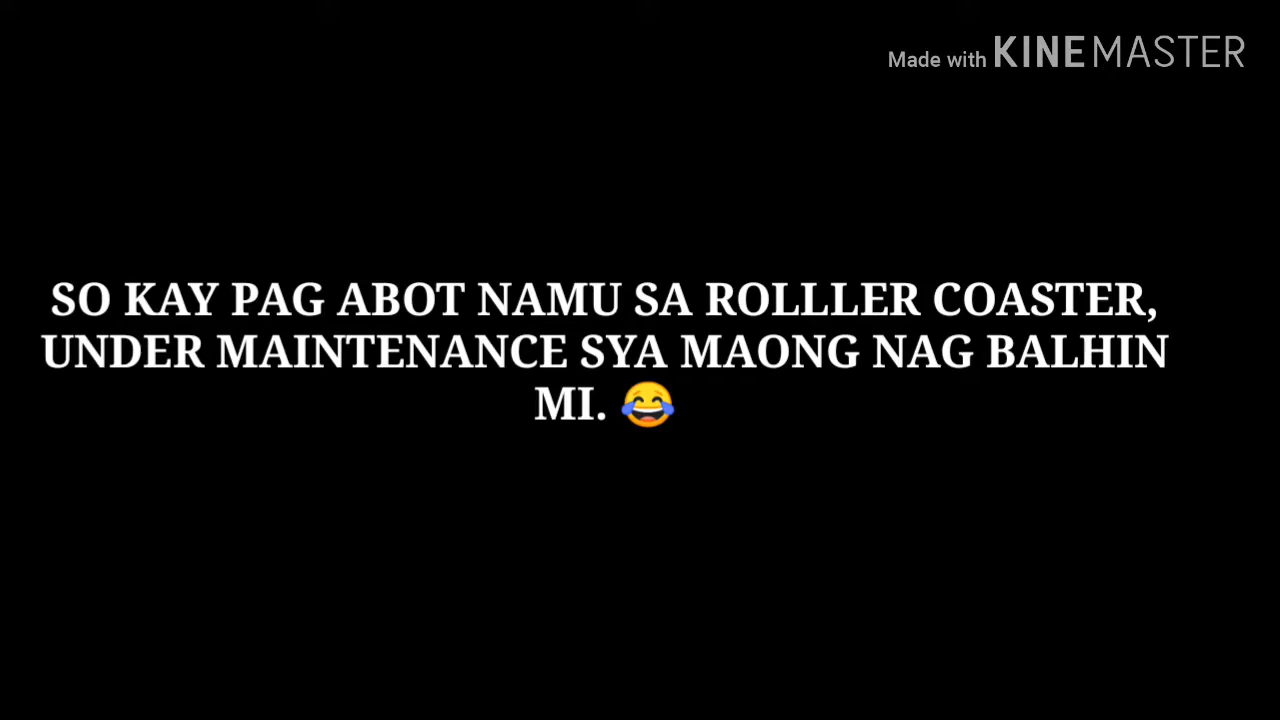 Made with KINEMASTER
SO KAY PAG ABOT NAMU SA ROLLLER COASTER,
UNDER MAINTENANCE SYA MAONG NAG BALHIN
MI. 😂